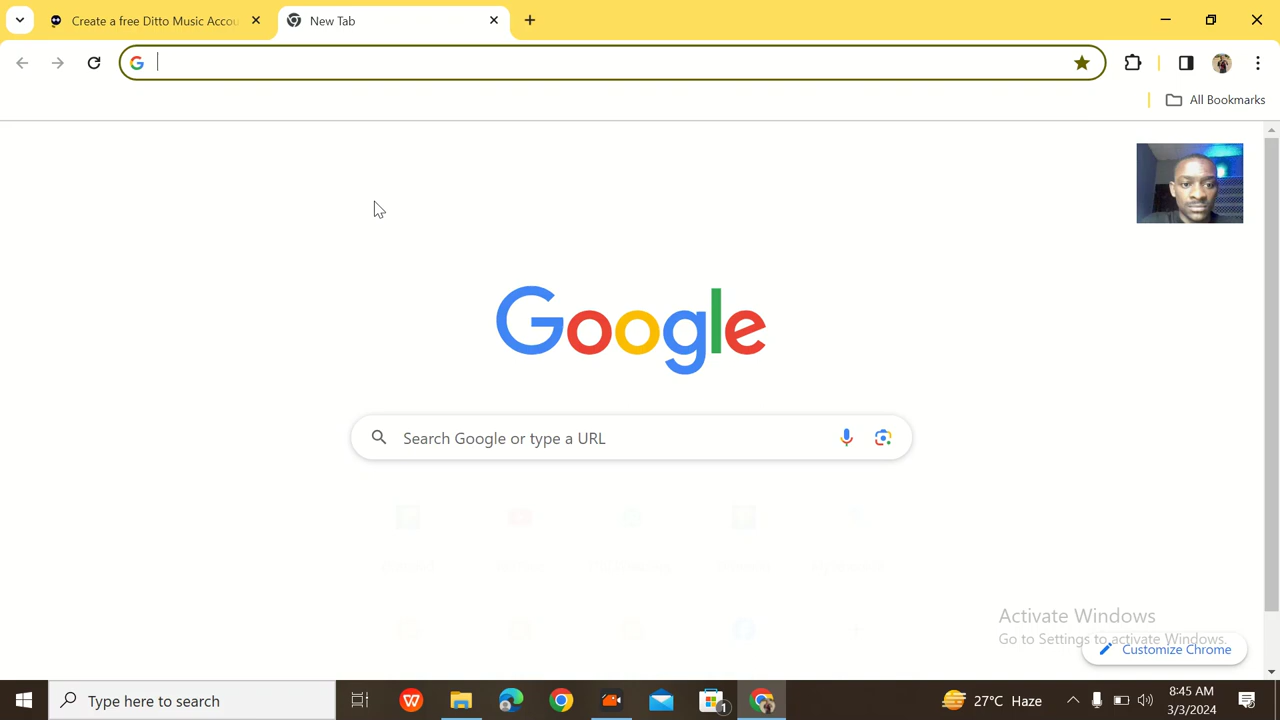 Create a free Ditto Music Accou
New Tab
All Bookmarks
Google
Search Google or type a URL
Activate Windows
Go to Settings to activate Windows.
Customize Chrome
Type here to search
1
27°C Haze
8:45 AM
3/3/2024